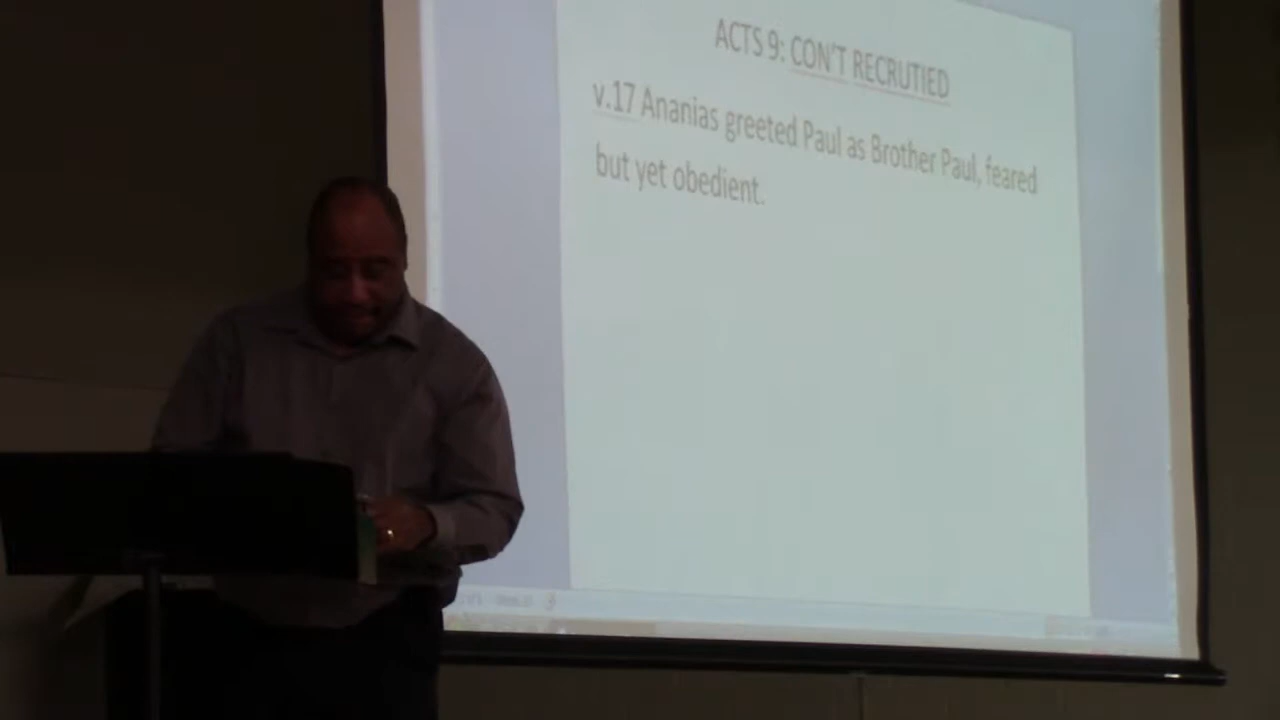 ACTS 9: CON'T RECRUTIED
v.17 Ananias greeted Paul as Brother Paul, feared
but yet obedient.